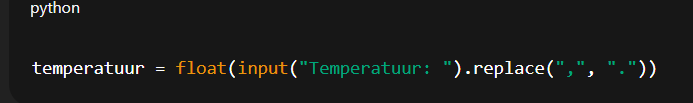 python
temperatuur = float(input("Temperatuur: ").replace(",", "."))